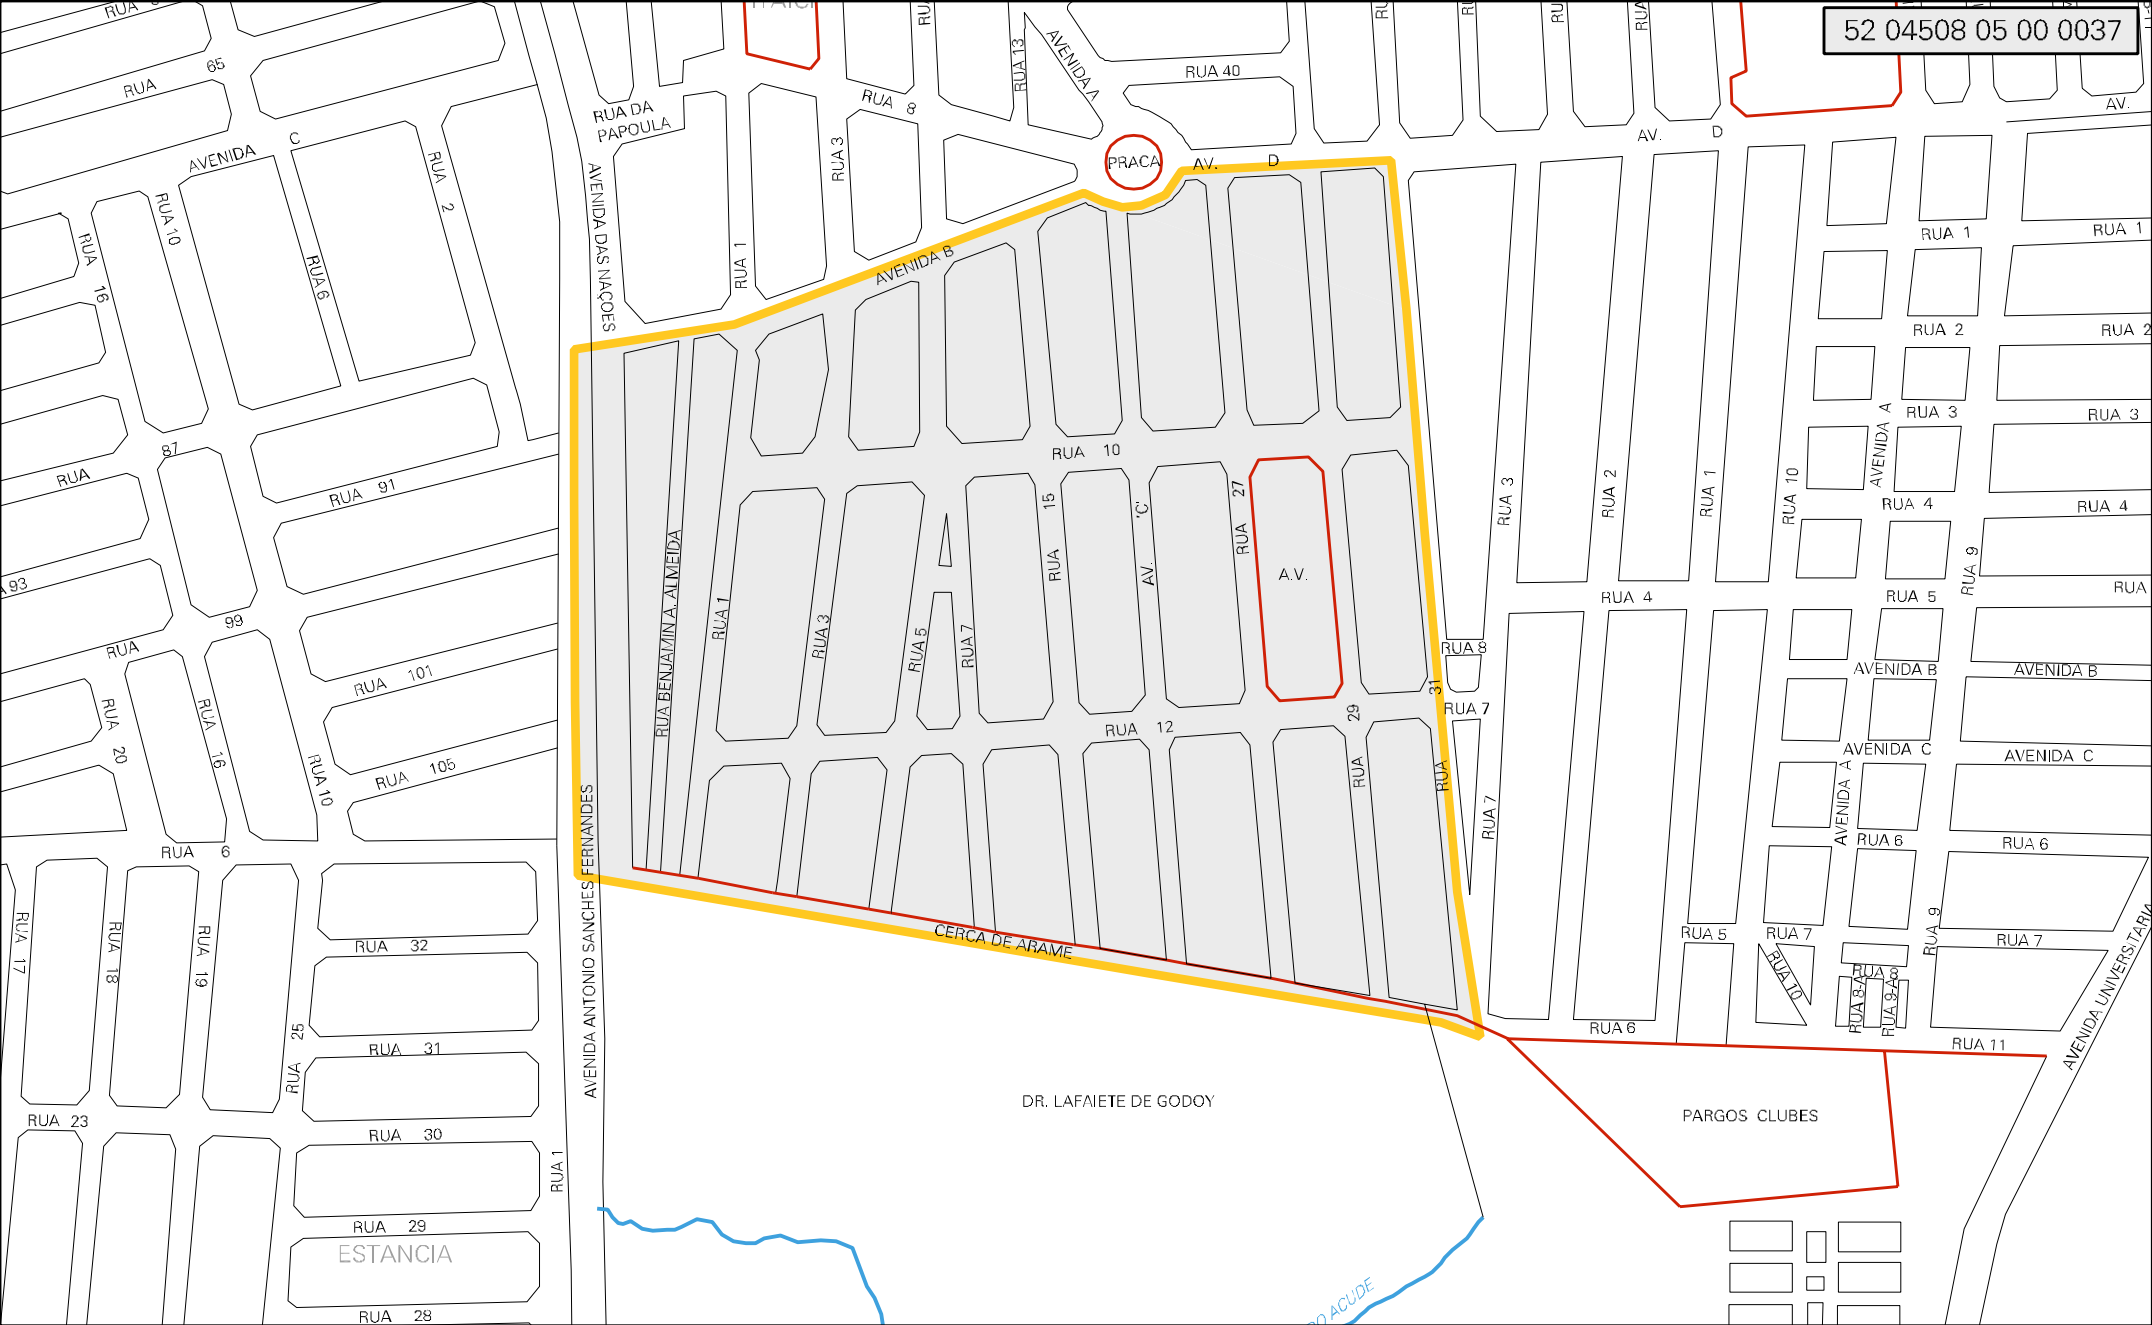 52 04508 05 00 0037
RUA 13
AVENIDA A
RUA 40
RUA 65
RUA 8
RUA DA
PAPOULA
AV.
AV. D
AVENIDA C
RUA 3
PRACA
AV. D
RUA 2
RUA 10
AVENIDA DAS NAÇOES
RUA 1
RUA 1
RUA 1
RUA 16
RUA 6
AVENIDA B
RUA 2
RUA 2
RUA 3
RUA 3
AVENIDA A
RUA 87
RUA 10
RUA 91
RUA 15
AV. 'C'
RUA 27
RUA 3
RUA 2
RUA 1
RUA 10
RUA 4
RUA 4
RUA 9
93
A.V.
RUA
RUA 4
RUA 5
RUA BENJAMIN A. ALMEIDA
RUA 1
RUA 3
RUA 5
RUA 7
RUA 99
RUA 8
RUA 101
AVENIDA B
AVENIDA B
RUA 20
RUA 16
RUA 10
RUA 12
RUA 29
RUA 31
RUA 7
AVENIDA C
AVENIDA C
RUA 105
RUA 7
AVENIDA A
RUA 6
RUA 6
RUA 6
AVENIDA ANTONIO SANCHES FERNANDES
RUA 17
RUA 18
RUA 19
RUA 32
CERCA DE ARAME
RUA 5
RUA 7
RUA 9
RUA 7
RUA 10
RUA 8
RUA 8-A
RUA 9-A
AVENIDA UNIVERSITARIA
RUA 25
RUA 31
RUA 6
RUA 11
DR. LAFAIETE DE GODOY
PARGOS CLUBES
RUA 23
RUA 30
RUA 1
RUA 29
ESTANCIA
RUA 28
ACUDE